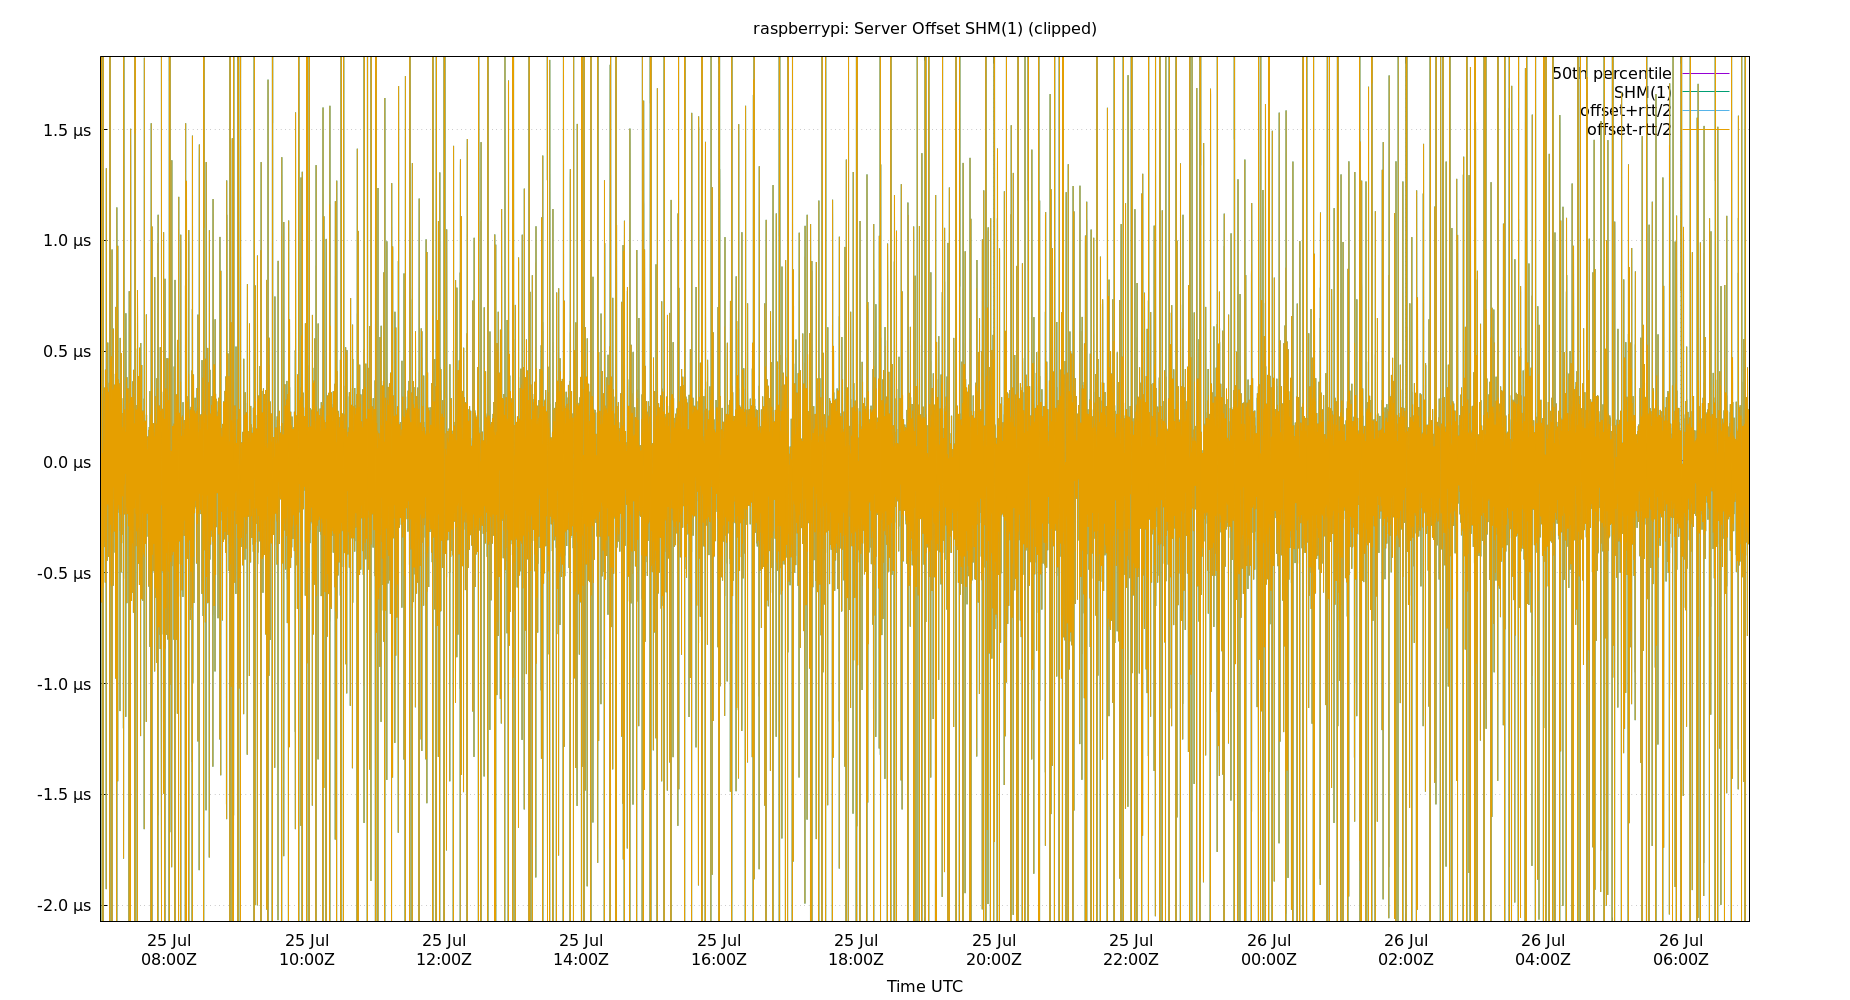 raspberrypi: Server Offset SHM(1) (clipped)
50th percentile
SHM(1)
offset+rtt/2
offset-rtt/2
1.5 μs
1.0 μs
0.5 μs
0.0 μs
-0.5 μs
-1.0 μs
-1.5 μs
-2.0 μs
25 Jul 25 Jul 25 Jul 25 Jul 25 Jul 25 Jul 25 Jul 25 Jul 26 Jul 26 Jul 26 Jul 26 Jul
08:00Z 10:00Z 12:00Z 14:00Z 16:00Z 18:00Z 20:00Z 22:00Z 00:00Z 02:00Z 04:00Z 06:00Z
Time UTC